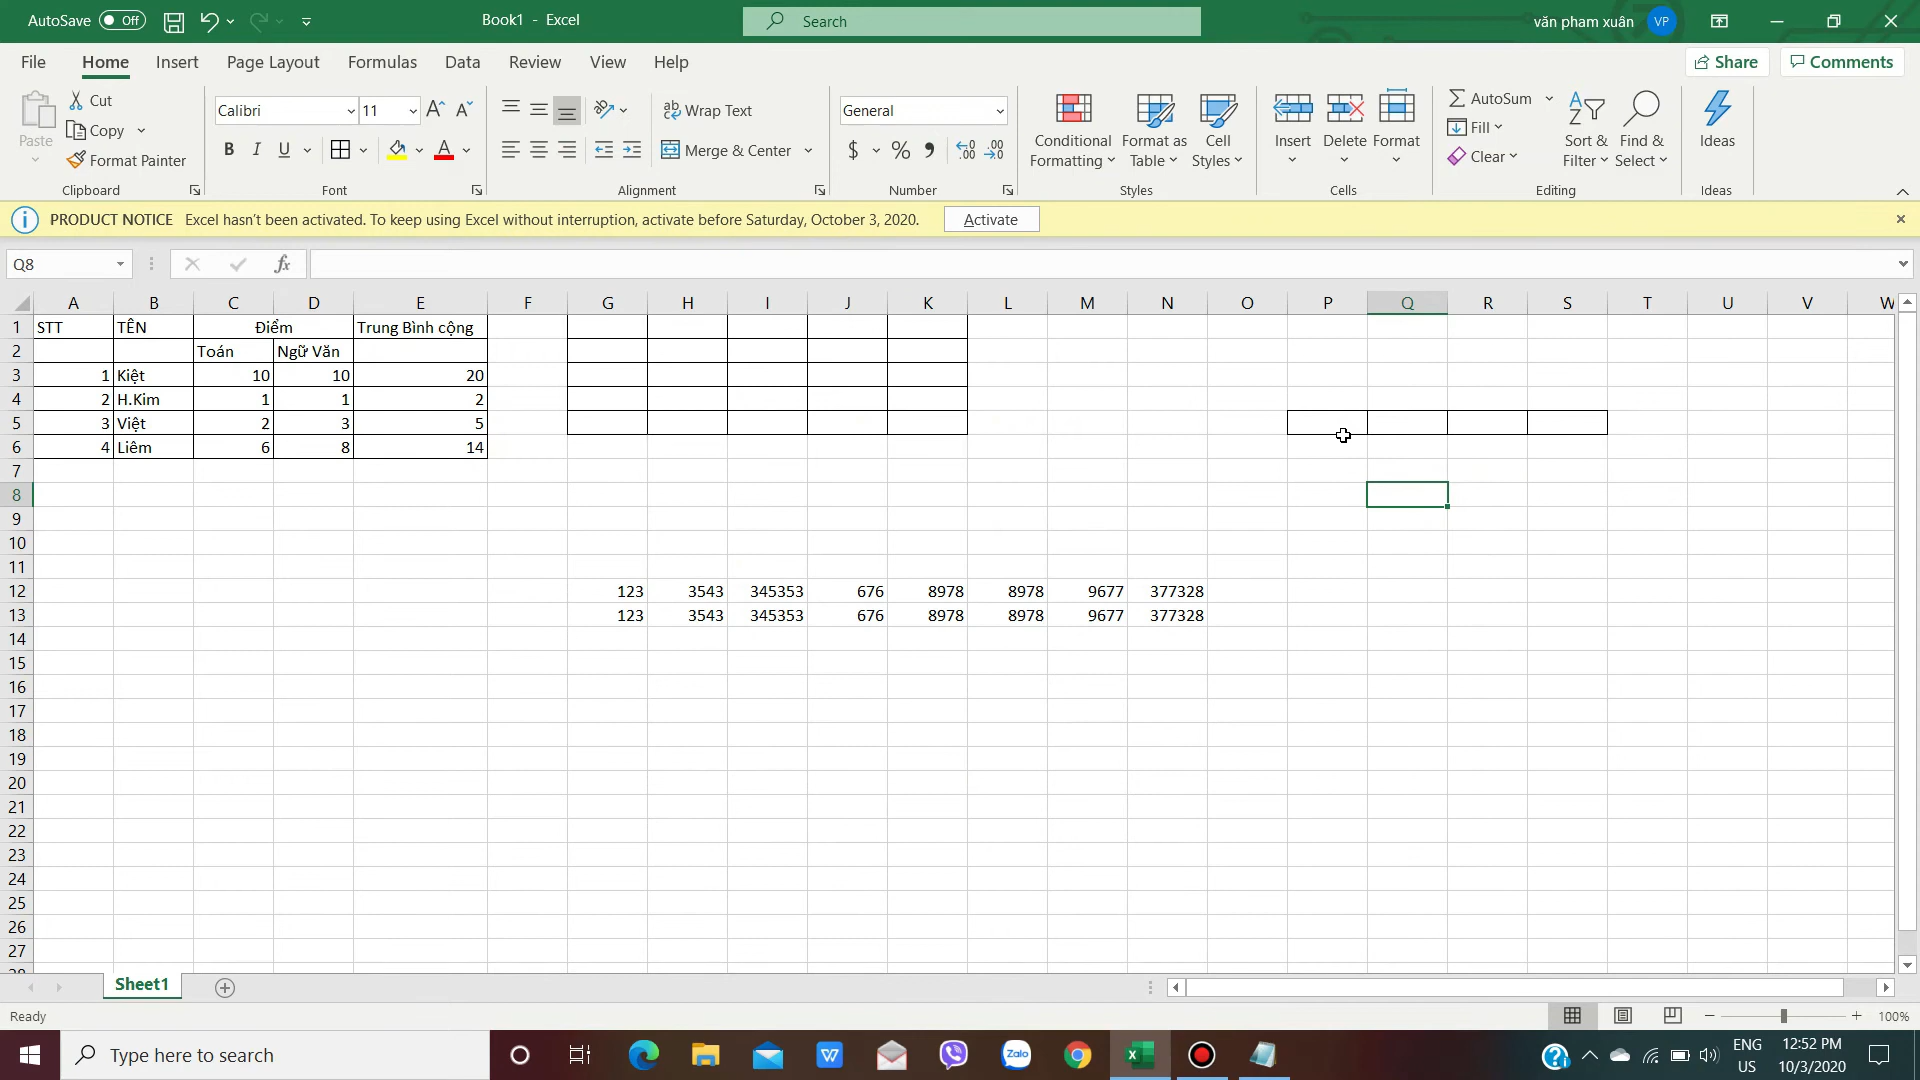 AutoSave Off Book1 - Excel Search văn pham xuân VP
File Home Insert Page Layout Formulas Data Review View Help Share Comments
Paste Cut Copy Format Painter Clipboard
Calibri 11 B I U A Font
Wrap Text Merge & Center Alignment
General $ % Number
Conditional Formatting Format as Table Cell Styles Styles
Insert Delete Format Cells
AutoSum Fill Clear Sort & Filter Find & Select Editing
Ideas Ideas
PRODUCT NOTICE Excel hasn't been activated. To keep using Excel without interruption, activate before Saturday, October 3, 2020. Activate
Q8 fx
A B C D E F G H I J K L M N O P Q R S T U V W
1 STT TÊN Điểm Trung Bình cộng
2 Toán Ngữ Văn
3 1 Kiệt 10 10 20
4 2 H.Kim 1 1 2
5 3 Việt 2 3 5
6 4 Liêm 6 8 14
7
8
9
10
11
12 123 3543 345353 676 8978 8978 9677 377328
13 123 3543 345353 676 8978 8978 9677 377328
14
15
16
17
18
19
20
21
22
23
24
25
26
27
28
Sheet1
Ready 100%
Type here to search Zalo ENG US 12:52 PM 10/3/2020